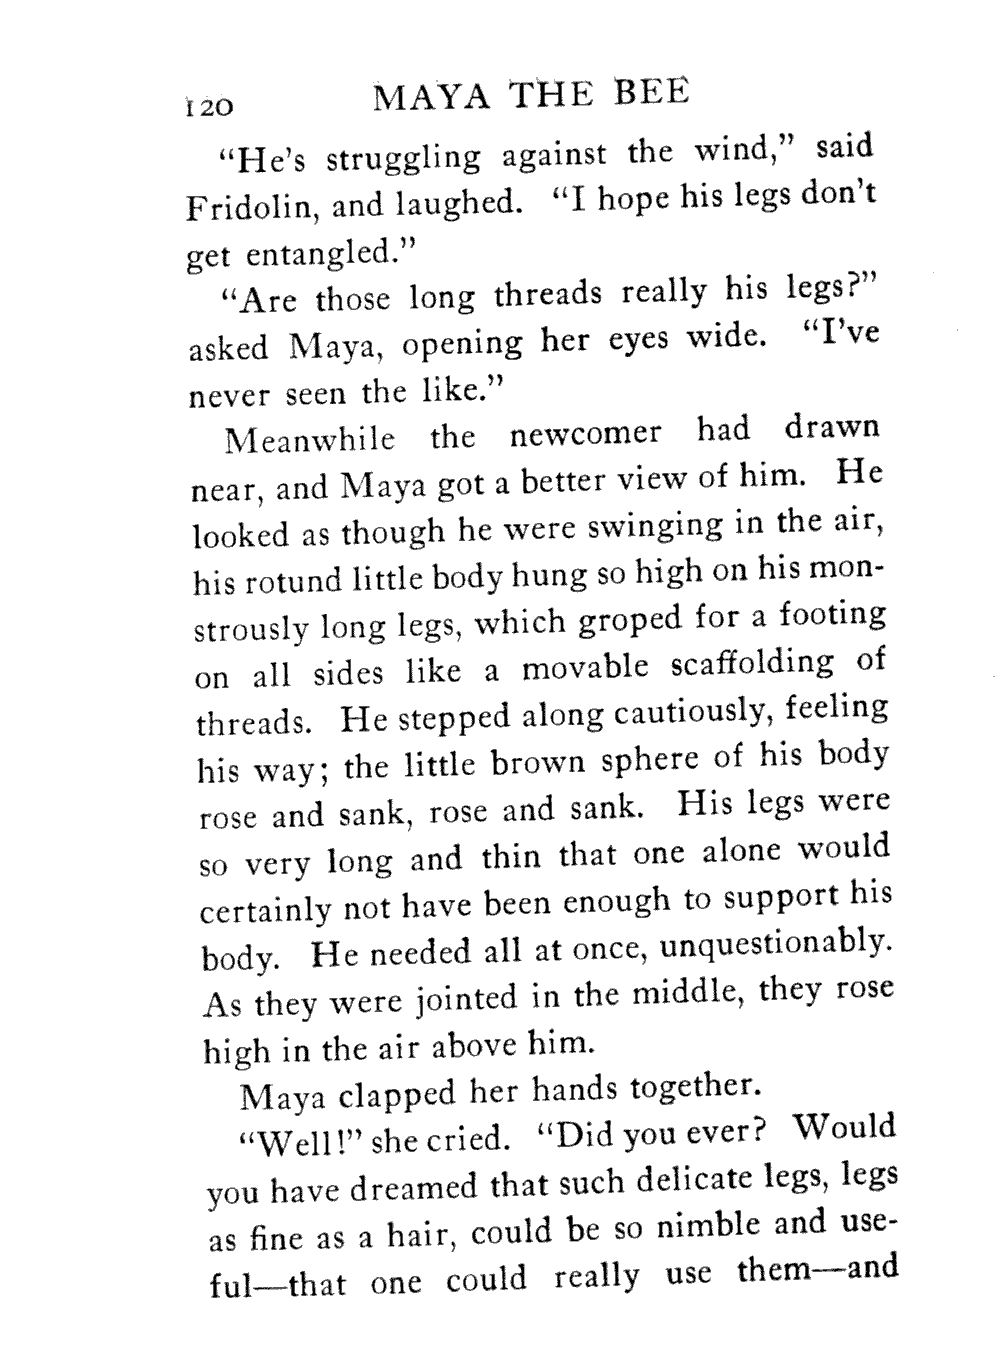 120 MAYA THE BEE
“He’s struggling against the wind,” said
Fridolin, and laughed. “I hope his legs don’t
get entangled.”
“Are those long threads really his legs?”
asked Maya, opening her eyes wide. “I’ve
never seen the like.”
Meanwhile the newcomer had drawn
near, and Maya got a better view of him. He
looked as though he were swinging in the air,
his rotund little body hung so high on his mon-
strously long legs, which groped for a footing
on all sides like a movable scaffolding of
threads. He stepped along cautiously, feeling
his way; the little brown sphere of his body
rose and sank, rose and sank. His legs were
so very long and thin that one alone would
certainly not have been enough to support his
body. He needed all at once, unquestionably.
As they were jointed in the middle, they rose
high in the air above him.
Maya clapped her hands together.
“Well!” she cried. “Did you ever? Would
you have dreamed that such delicate legs, legs
as fine as a hair, could be so nimble and use-
ful—that one could really use them—and